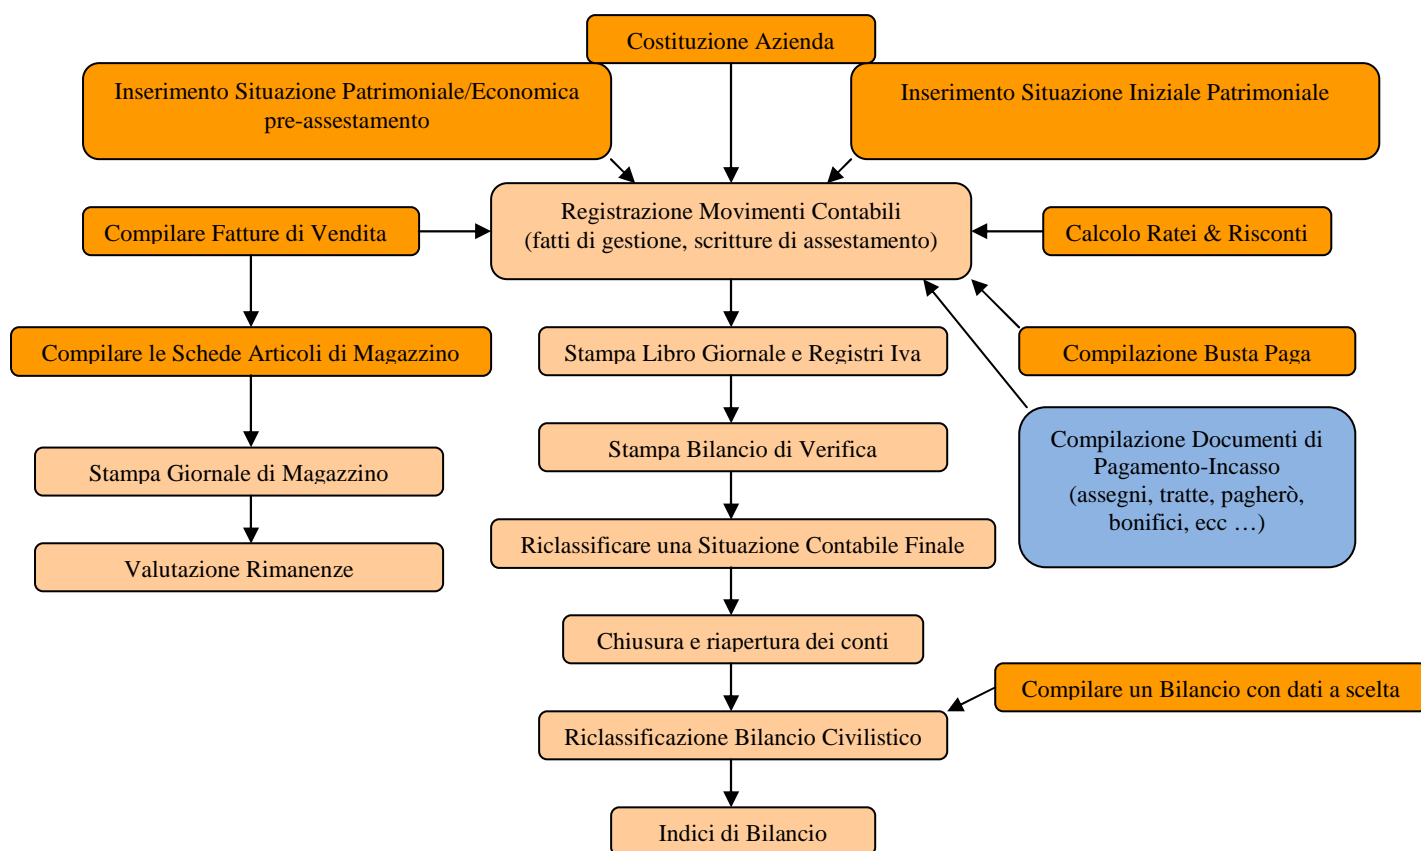 Costituzione Azienda
Inserimento Situazione Patrimoniale/Economica
pre-assestamento
Inserimento Situazione Iniziale Patrimoniale
Registrazione Movimenti Contabili
(fatti di gestione, scritture di assestamento)
Compilare Fatture di Vendita
Calcolo Ratei & Risconti
Compilare le Schede Articoli di Magazzino
Stampa Libro Giornale e Registri Iva
Compilazione Busta Paga
Compilazione Documenti di
Pagamento-Incasso
(assegni, tratte, pagherò,
bonifici, ecc …)
Stampa Giornale di Magazzino
Stampa Bilancio di Verifica
Valutazione Rimanenze
Riclassificare una Situazione Contabile Finale
Chiusura e riapertura dei conti
Compilare un Bilancio con dati a scelta
Riclassificazione Bilancio Civilistico
Indici di Bilancio